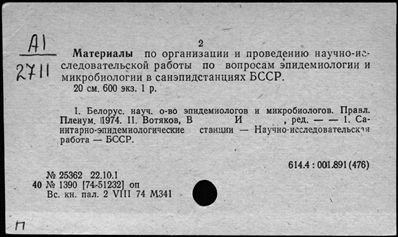 А1
2711
2
Материалы по организации и проведению научно-ис-
следовательской работы по вопросам эпидемиологии и
микробиологии в санэпидстанциях БССР.
20 см. 600 экз. 1 р.
1. Белорус. науч. о-во эпидемиологов и микробиологов. Правл.
Пленум. 1974. II. Вотяков, В И , ред. — — 1. Са-
нитарно-эпидемиологические станции — Научно-исследовательская
работа — БССР.
614.4 : 001.891 (476)
№ 25362 22.10.1
40 № 1390 [74-51232] оп
Вс. кн. пал. 2 VIII 74 М341
П